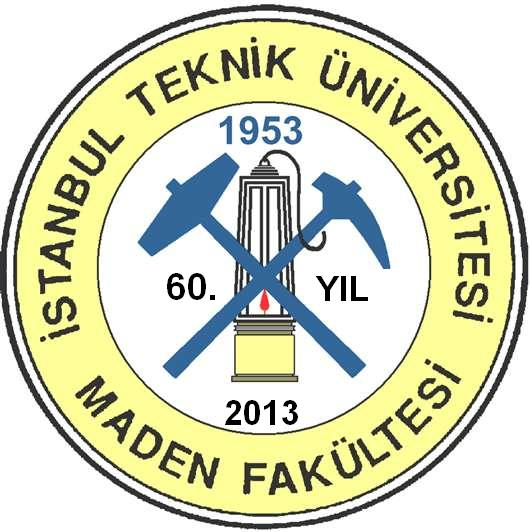 İSTANBUL TEKNİK ÜNİVERSİTESİ
1953
60. YIL
2013
MADEN FAKÜLTESİ